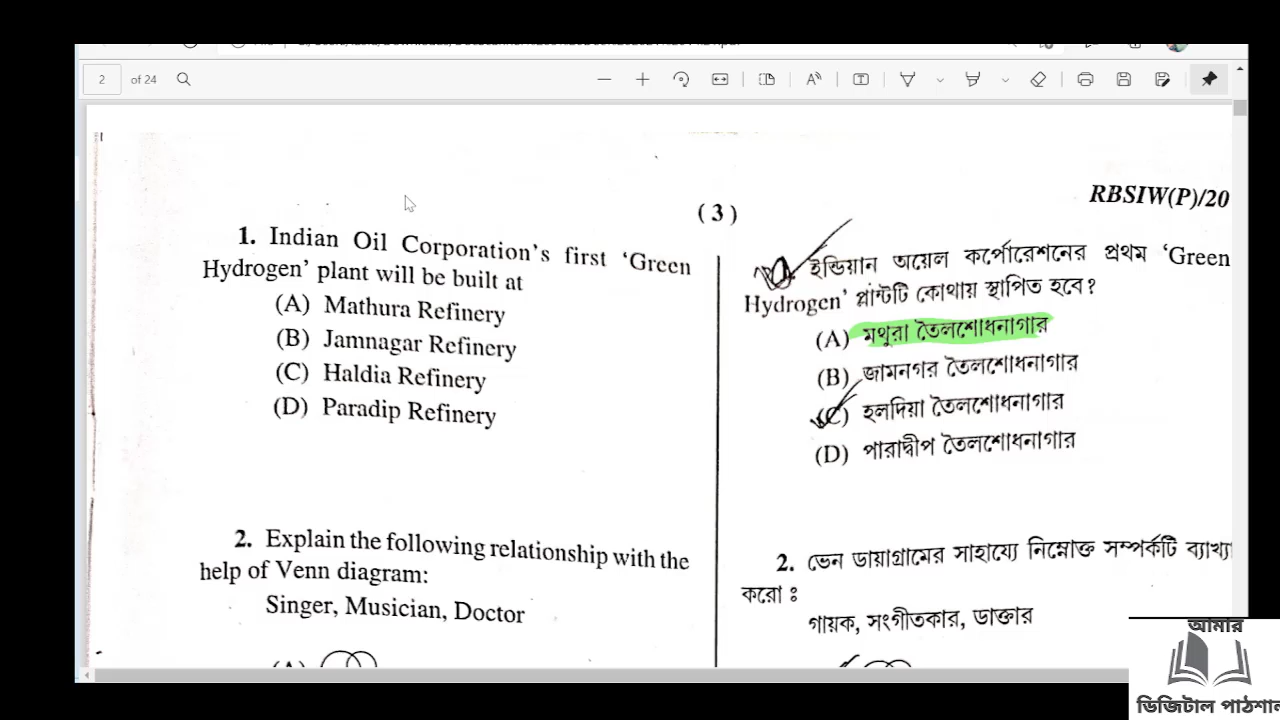 2 of 24
(3)
RBSIW(P)/20
1. Indian Oil Corporation's first 'Green
Hydrogen' plant will be built at
(A) Mathura Refinery
(B) Jamnagar Refinery
(C) Haldia Refinery
(D) Paradip Refinery
2. Explain the following relationship with the
help of Venn diagram:
Singer, Musician, Doctor
(A)
ইন্ডিয়ান অয়েল কর্পোরেশনের প্রথম 'Green
Hydrogen' প্লান্টটি কোথায় স্থাপিত হবে?
(A) মথুরা তৈলশোধনাগার
(B) জামনগর তৈলশোধনাগার
(C) হলদিয়া তৈলশোধনাগার
(D) পারাদ্বীপ তৈলশোধনাগার
2. ভেন ডায়াগ্রামের সাহায্যে নিম্নোক্ত সম্পর্কটি ব্যাখ্যা
করো ঃ
গায়ক, সংগীতকার, ডাক্তার
আমার
ডিজিটাল পাঠশালা